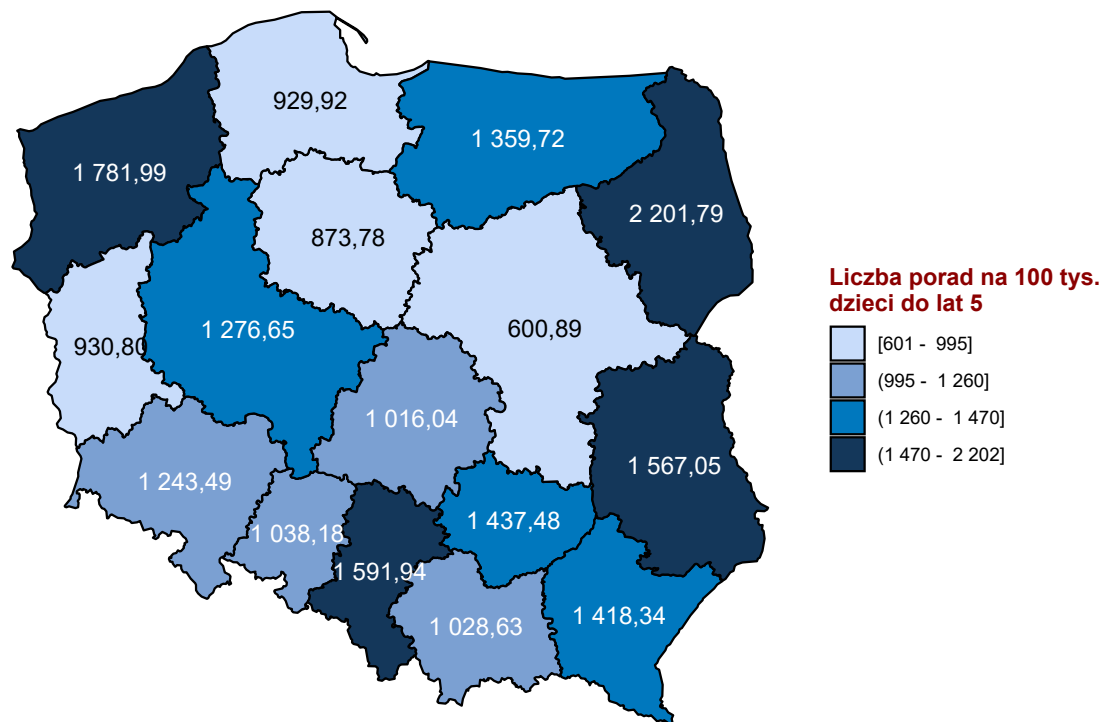 929,92
1 359,72
1 781,99
2 201,79
873,78
1 276,65
600,89
930,80
1 016,04
1 567,05
1 243,49
1 437,48
1 038,18
1 591,94
1 418,34
1 028,63
Liczba porad na 100 tys.
dzieci do lat 5
[601 - 995]
(995 - 1 260]
(1 260 - 1 470]
(1 470 - 2 202]